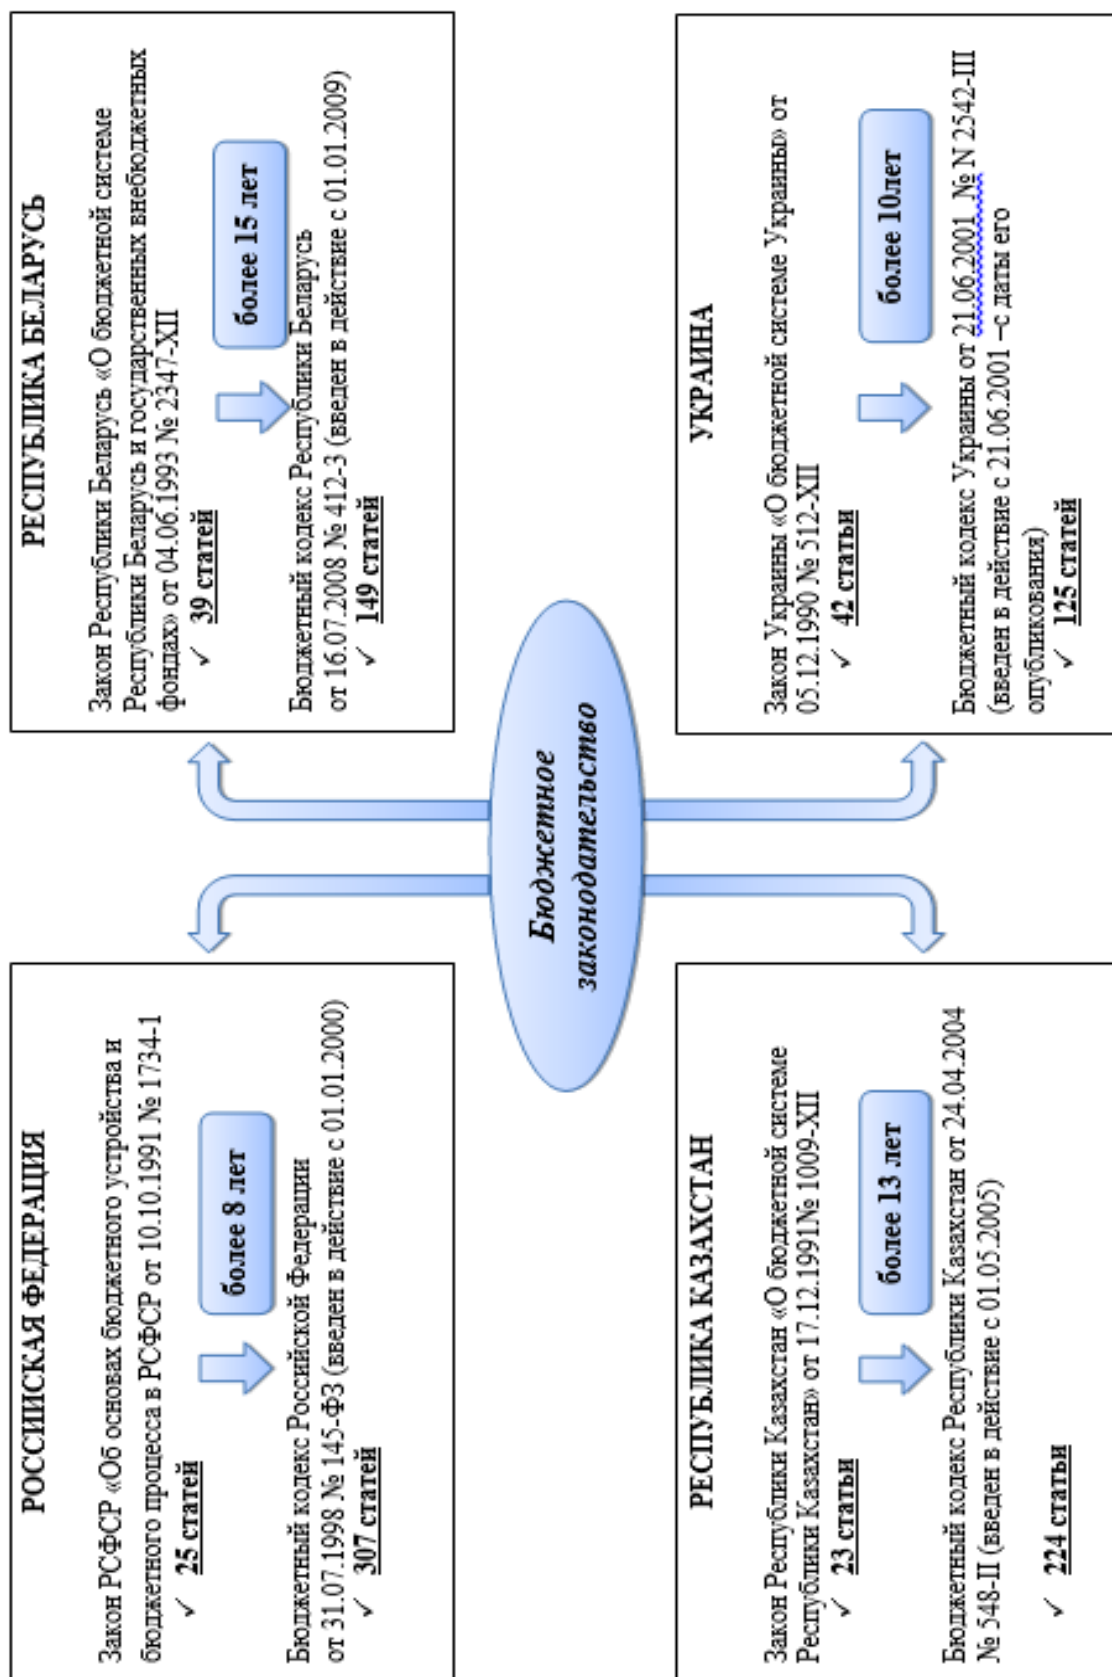 РОССИЙСКАЯ ФЕДЕРАЦИЯ
Закон РСФСР «Об основах бюджетного устройства и
бюджетного процесса в РСФСР от 10.10.1991 № 1734-1
✓ 25 статей
более 8 лет
Бюджетный кодекс Российской Федерации
от 31.07.1998 № 145-ФЗ (введен в действие с 01.01.2000)
✓ 307 статей
РЕСПУБЛИКА БЕЛАРУСЬ
Закон Республики Беларусь «О бюджетной системе
Республики Беларусь и государственных внебюджетных
фондах» от 04.06.1993 № 2347-XII
✓ 39 статей
более 15 лет
Бюджетный кодекс Республики Беларусь
от 16.07.2008 № 412-3 (введен в действие с 01.01.2009)
✓ 149 статей
Бюджетное
законодательство
РЕСПУБЛИКА КАЗАХСТАН
Закон Республики Казахстан «О бюджетной системе
Республики Казахстан» от 17.12.1991№ 1009-XII
✓ 23 статьи
более 13 лет
Бюджетный кодекс Республики Казахстан от 24.04.2004
№ 548-II (введен в действие с 01.05.2005)
✓ 224 статьи
УКРАИНА
Закон Украины «О бюджетной системе Украины» от
05.12.1990 № 512-XII
✓ 42 статьи
более 10лет
Бюджетный кодекс Украины от 21.06.2001 № N 2542-III
(введен в действие с 21.06.2001 –с даты его
опубликования)
✓ 125 статей